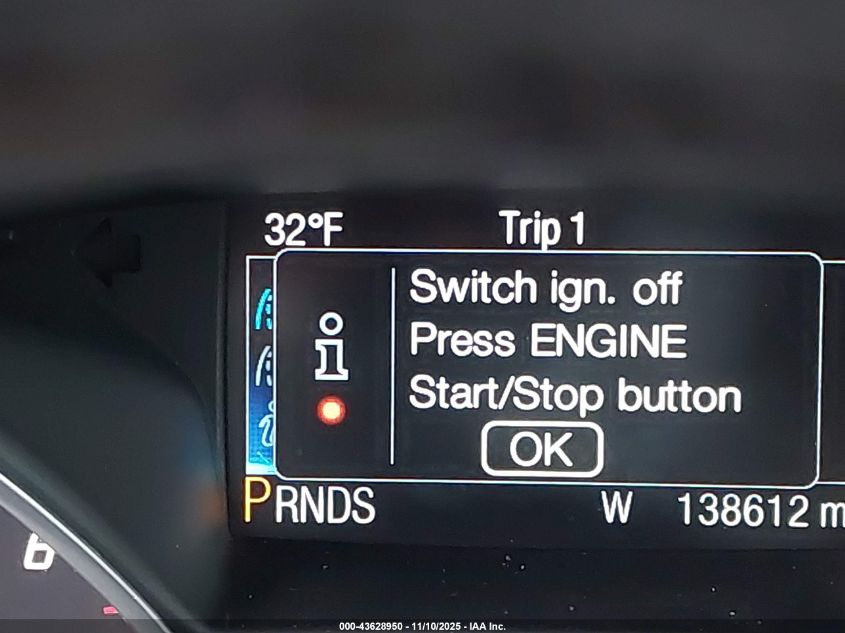 32°F Trip 1
Switch ign. off
Press ENGINE
Start/Stop button
OK
PRNDS W 138612 m
6
000-43628950 - 11/10/2025 - IAA Inc.